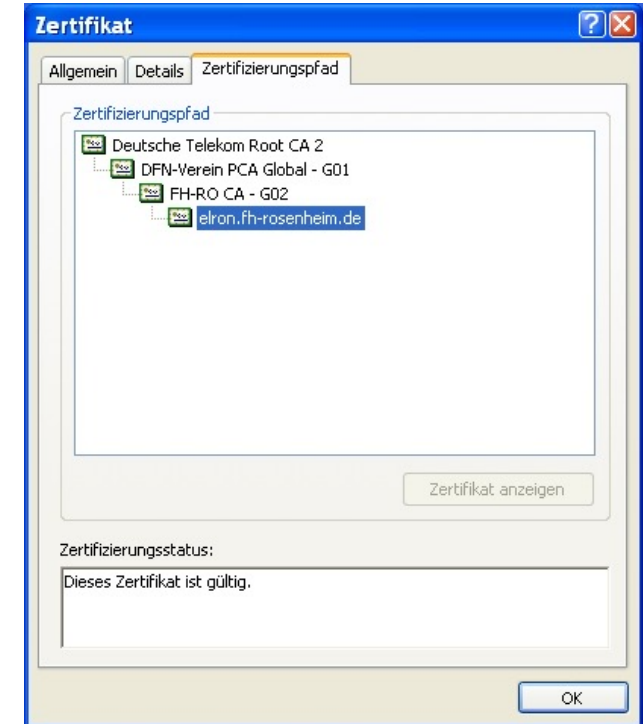 Zertifikat
Allgemein Details Zertifizierungspfad
Zertifizierungspfad
Deutsche Telekom Root CA 2
DFN-Verein PCA Global - G01
FH-RO CA - G02
elron.fh-rosenheim.de
Zertifikat anzeigen
Zertifizierungsstatus:
Dieses Zertifikat ist gültig.
OK